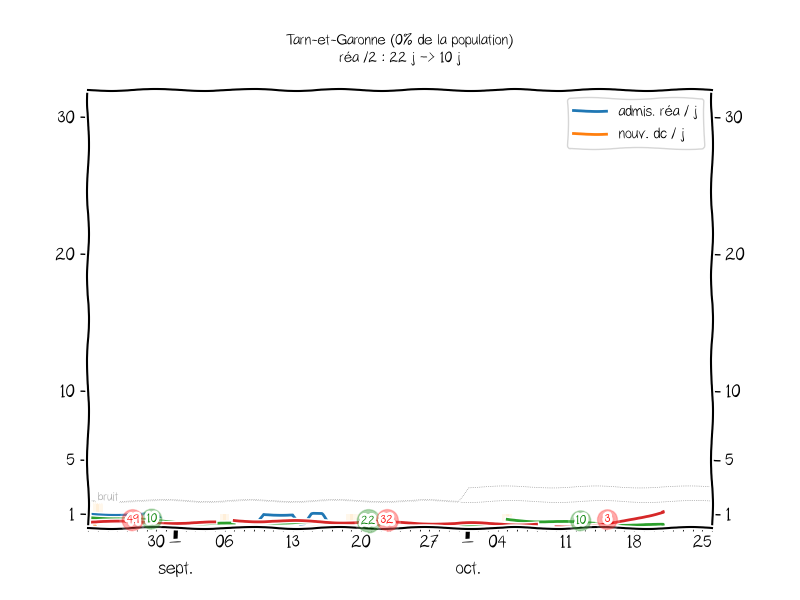 Tarn-et-Garonne (0% de la population)
réa /2 : 22 j -> 10 j
admis. réa / j
nouv. dc / j
30 30
20 20
10 10
5 5
bruit
1 49 10 22 32 10 3 1
30 06 13 20 27 04 11 18 25
sept. oct.